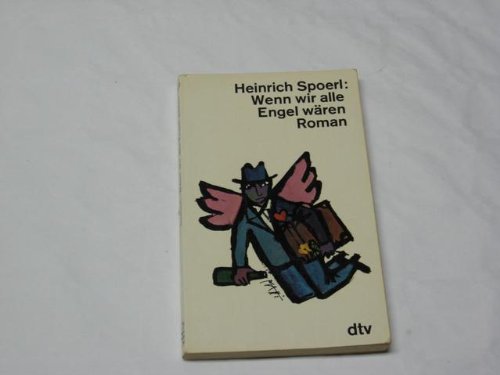 Heinrich Spoerl:
Wenn wir alle
Engel wären
Roman
dtv